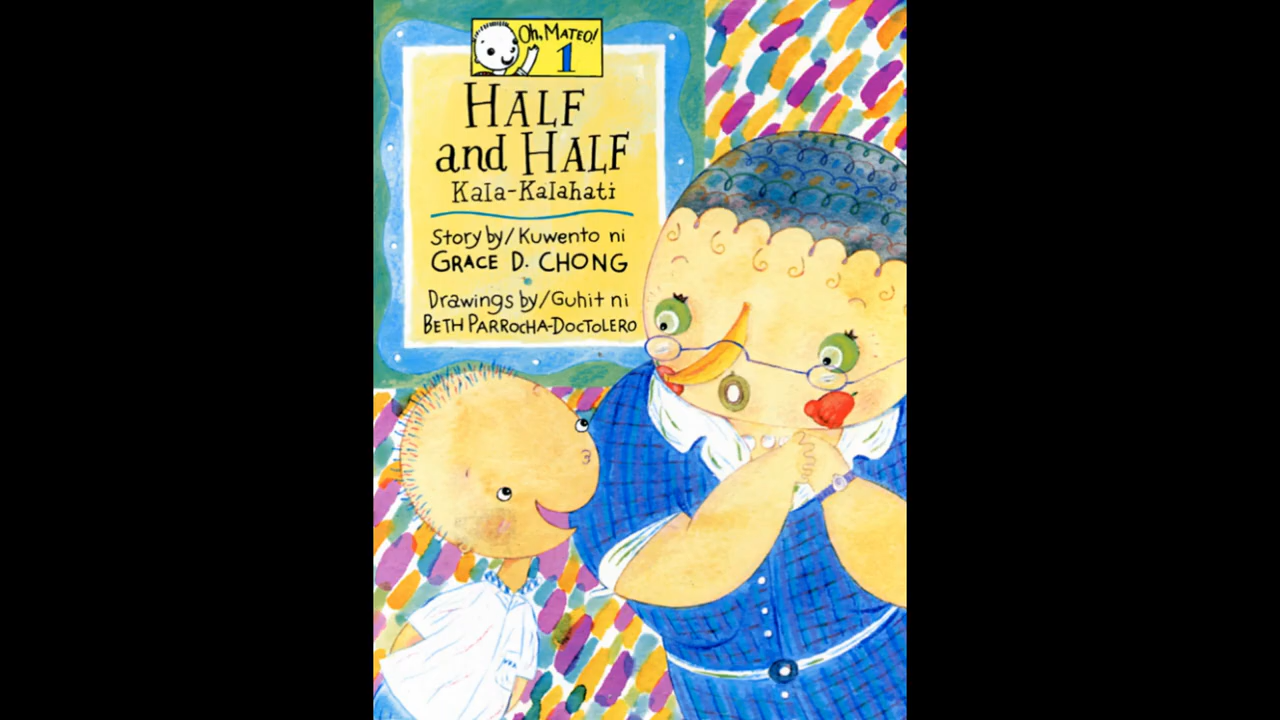 Oh, MATEO!
1
HALF
and HALF
Kala-Kalahati
Story by/Kuwento ni
GRACE D. CHONG
Drawings by/Guhit ni
BETH PARROCHA-DOCTOLERO